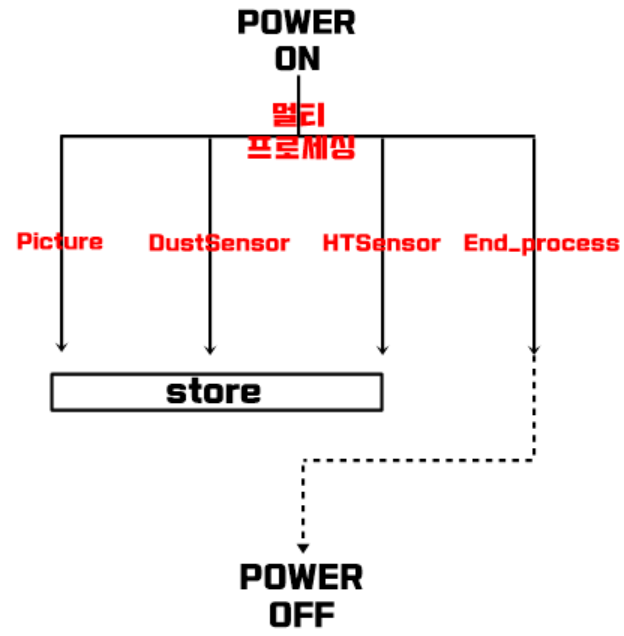 POWER
ON
멀티
프로세싱
Picture
DustSensor
HTSensor
End_process
store
POWER
OFF